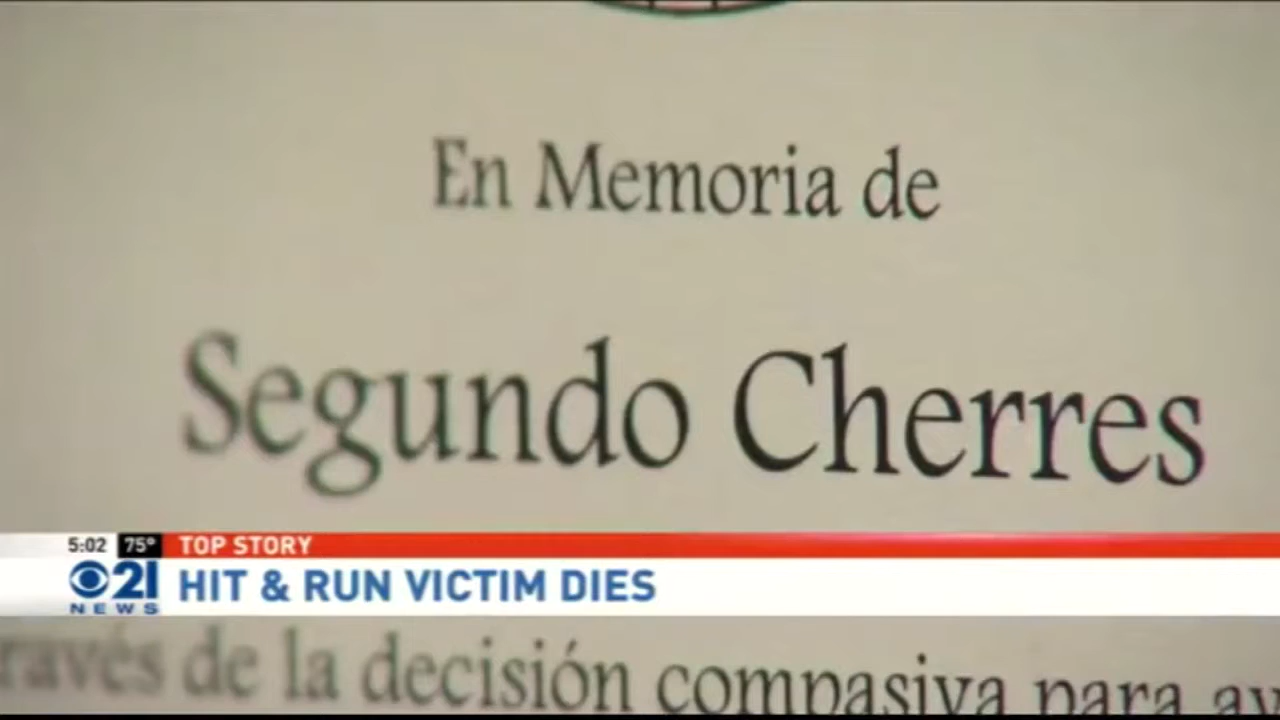 En Memoria de
Segundo Cherres
5:02 75° TOP STORY
CBS 21 NEWS HIT & RUN VICTIM DIES
de la decisión compasiva para